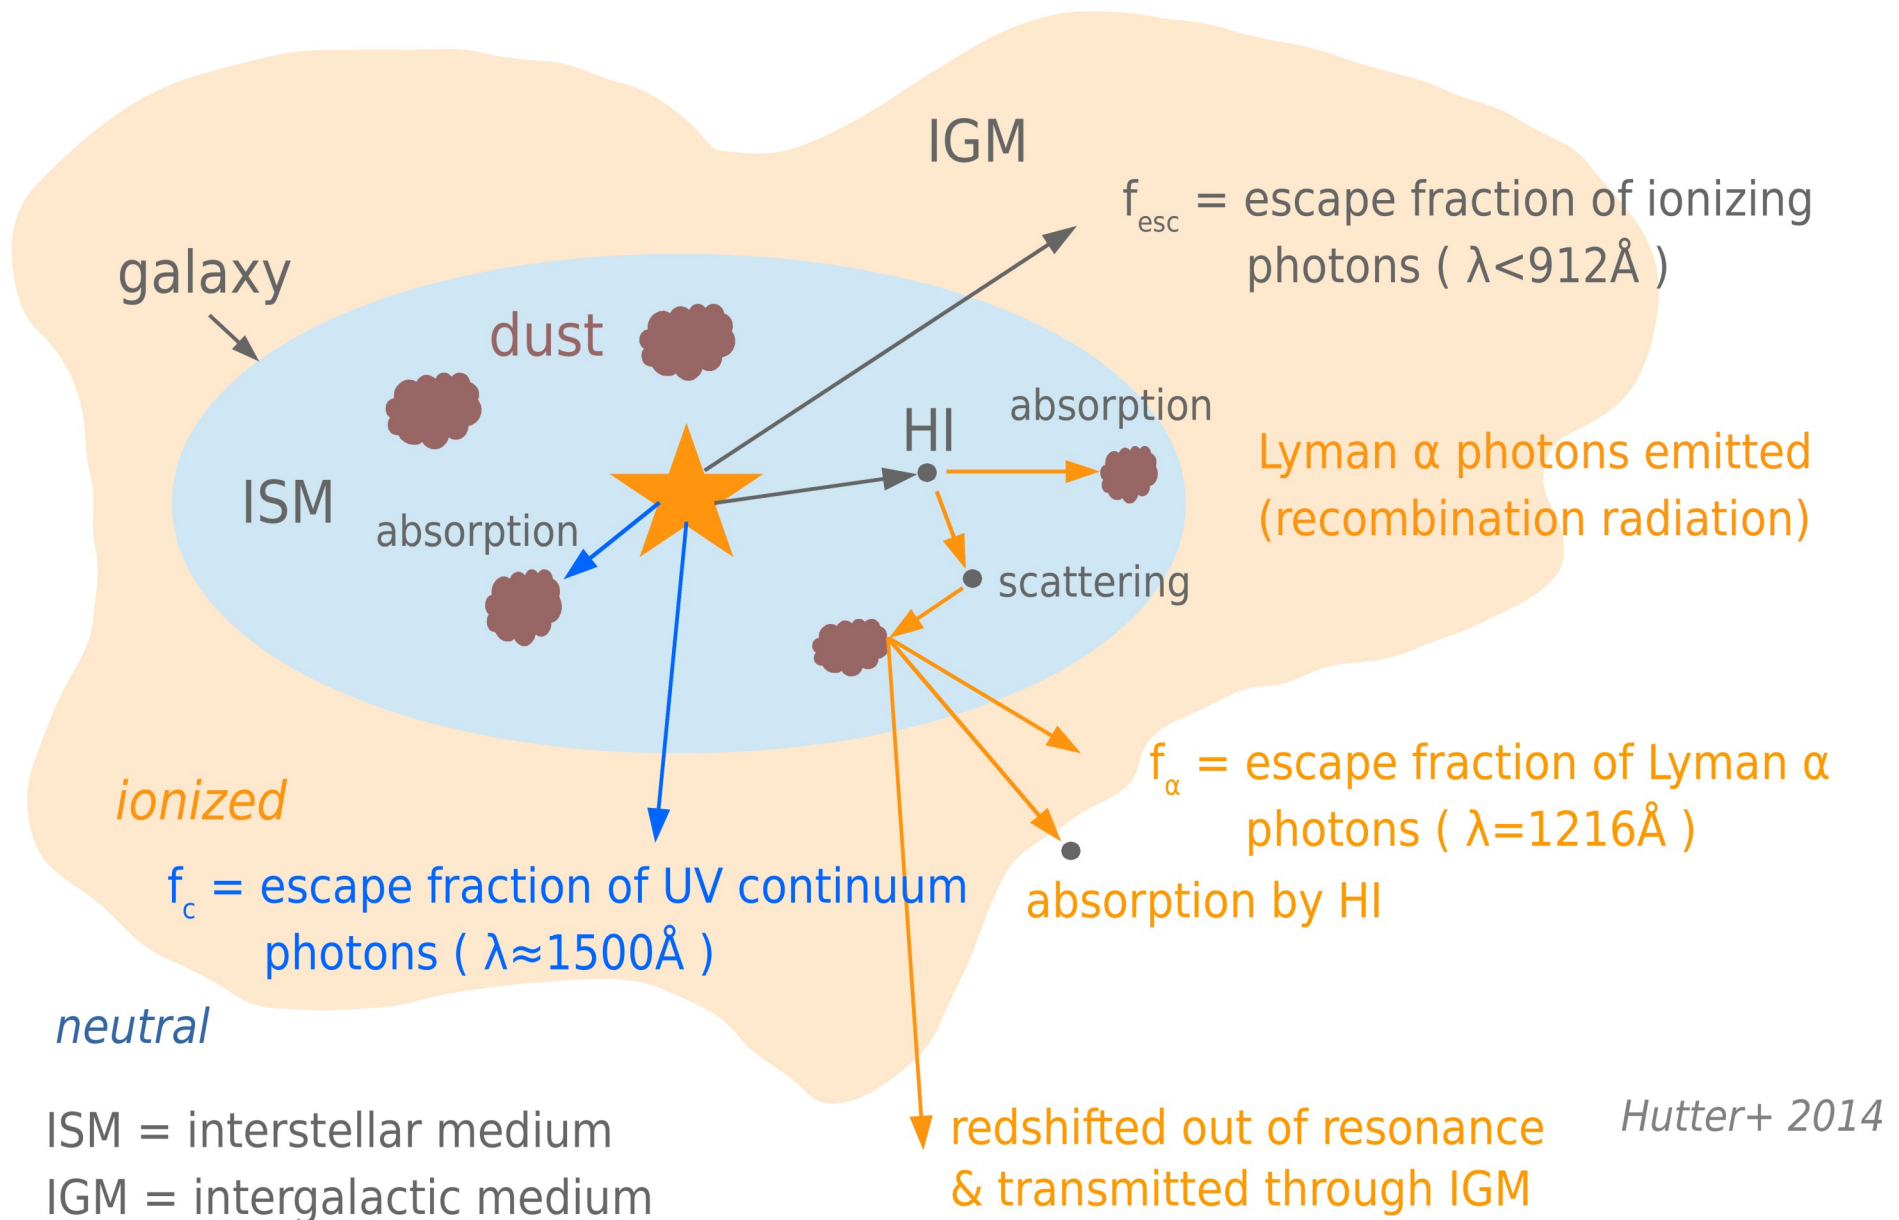 IGM
f_esc = escape fraction of ionizing
photons ( λ<912Å )
galaxy
dust
absorption
HI
Lyman α photons emitted
(recombination radiation)
ISM
absorption
scattering
f_α = escape fraction of Lyman α
photons ( λ=1216Å )
ionized
f_c = escape fraction of UV continuum
photons ( λ≈1500Å )
absorption by HI
neutral
ISM = interstellar medium
IGM = intergalactic medium
redshifted out of resonance
& transmitted through IGM
Hutter+ 2014